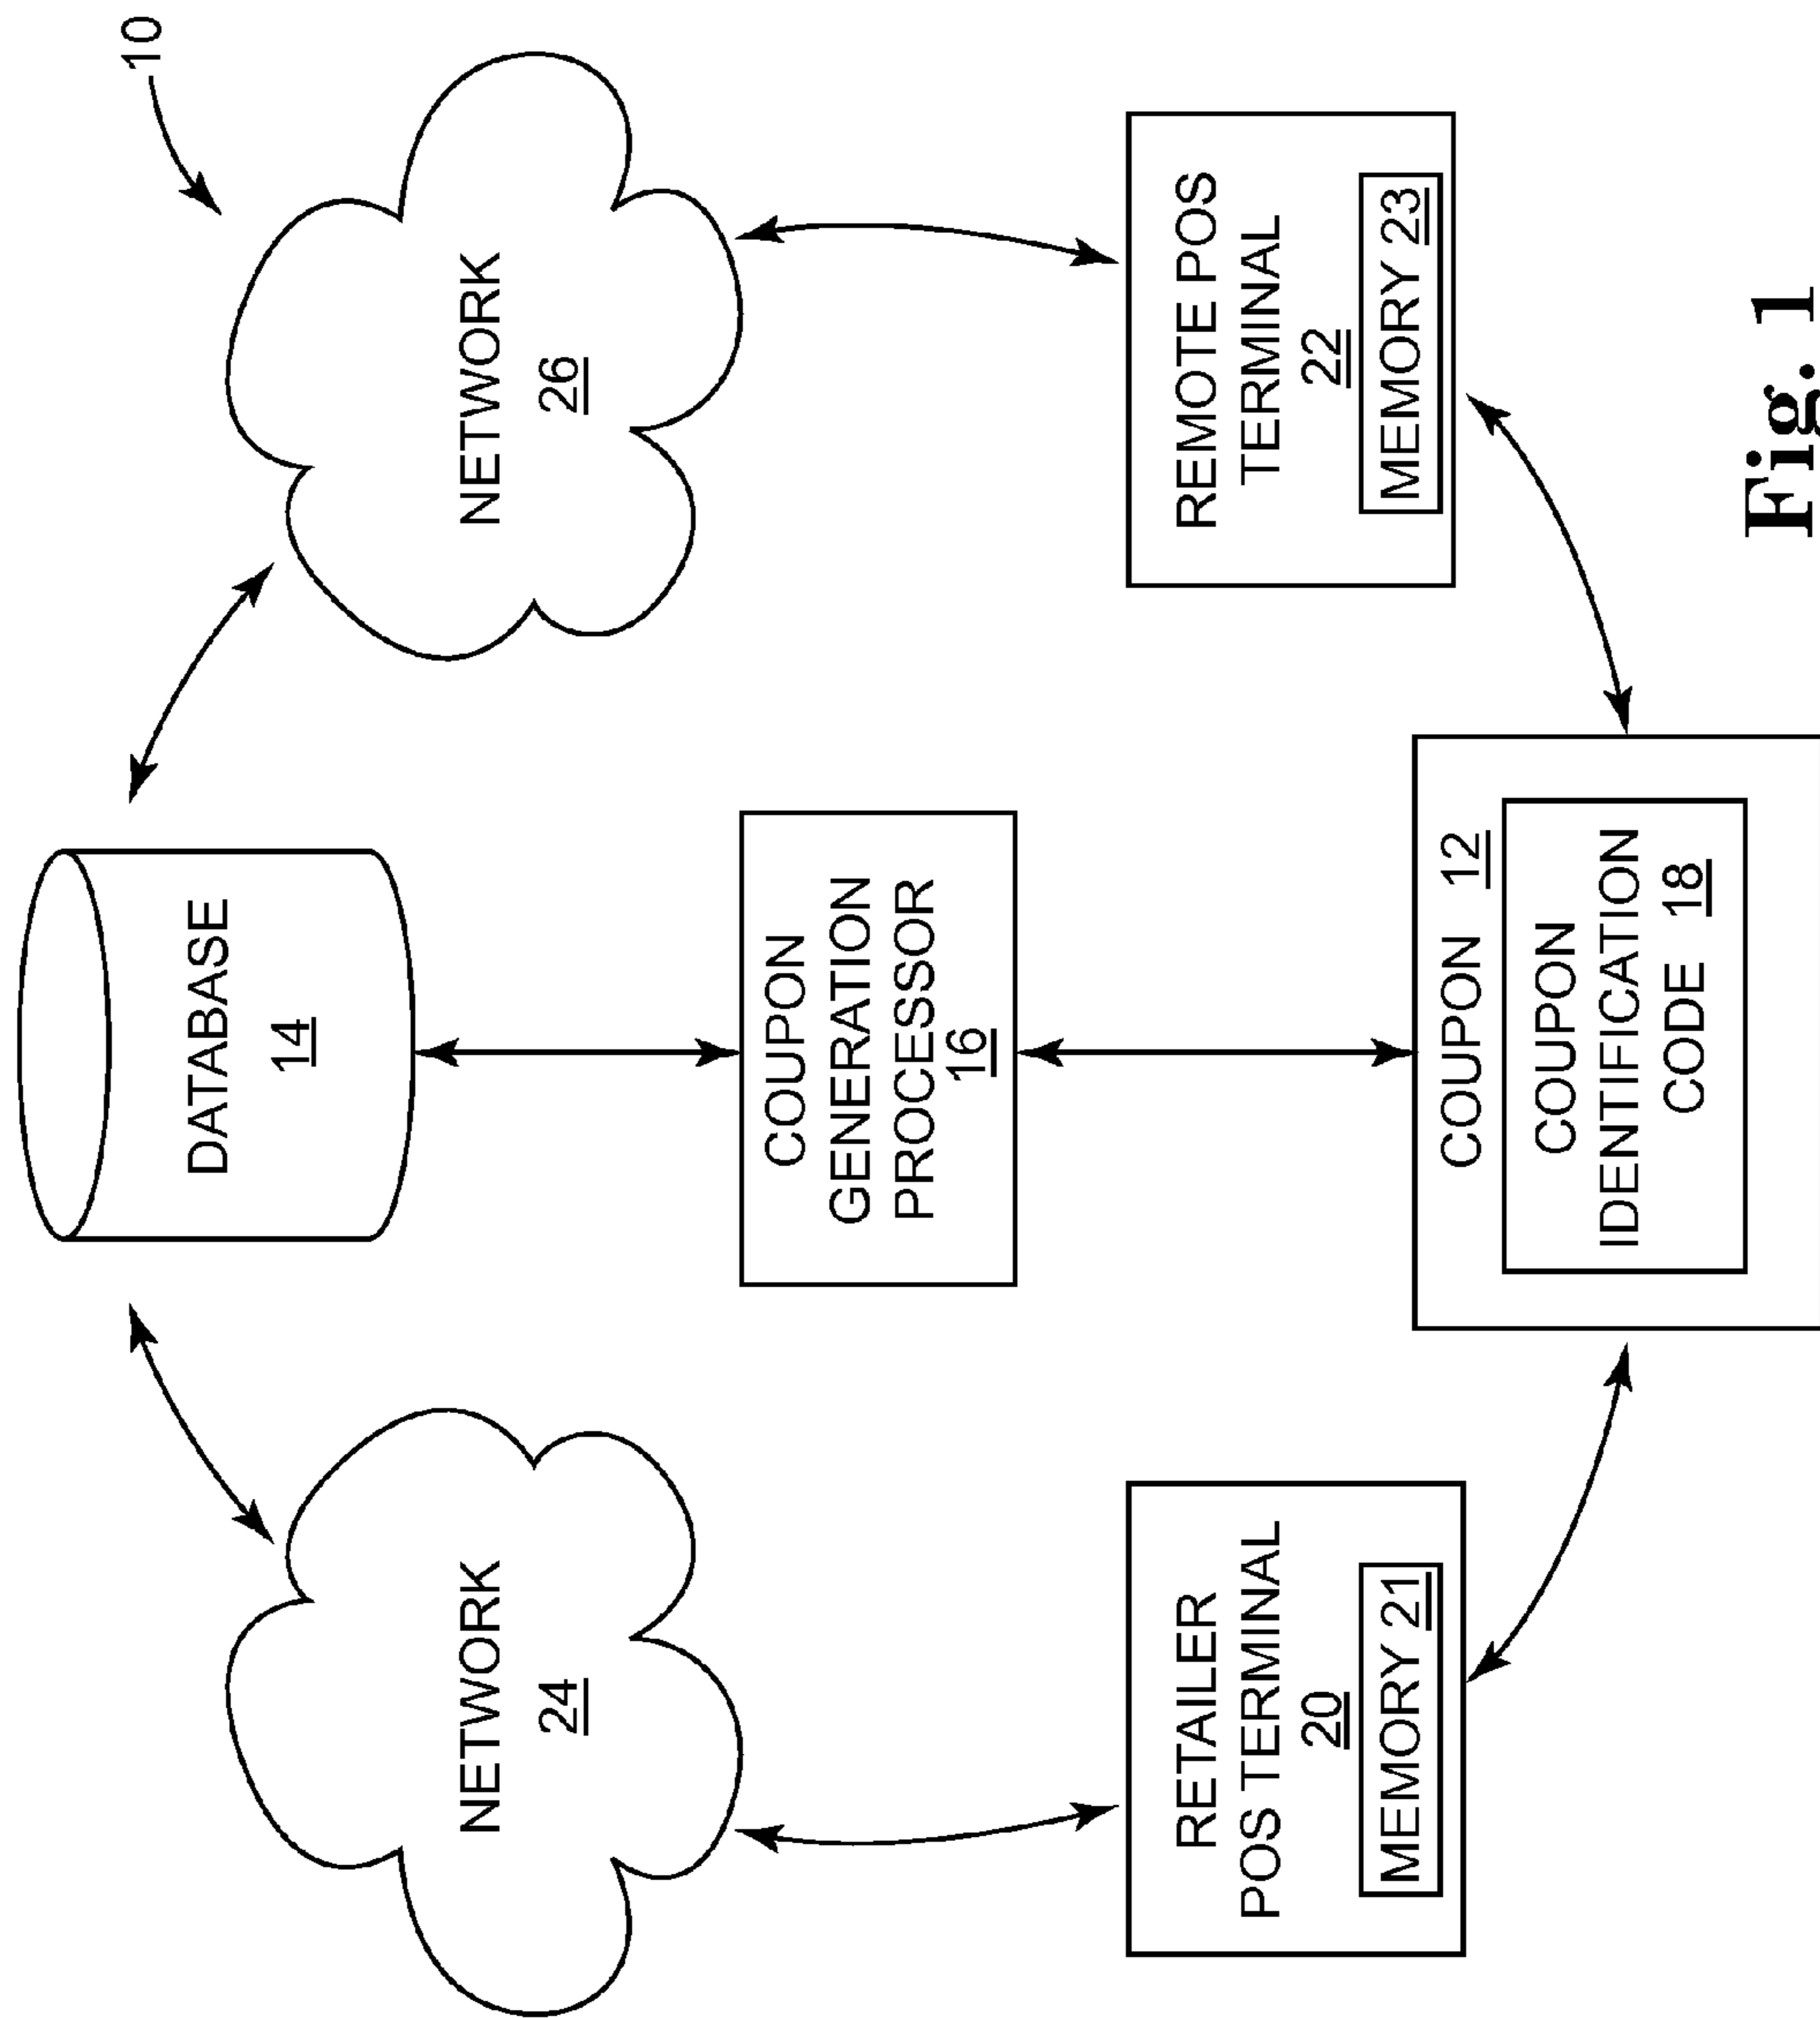 10
DATABASE
14
NETWORK
24
NETWORK
26
COUPON
GENERATION
PROCESSOR
16
RETAILER
POS TERMINAL
20
MEMORY 21
REMOTE POS
TERMINAL
22
MEMORY 23
COUPON 12
COUPON
IDENTIFICATION
CODE 18
Fig. 1